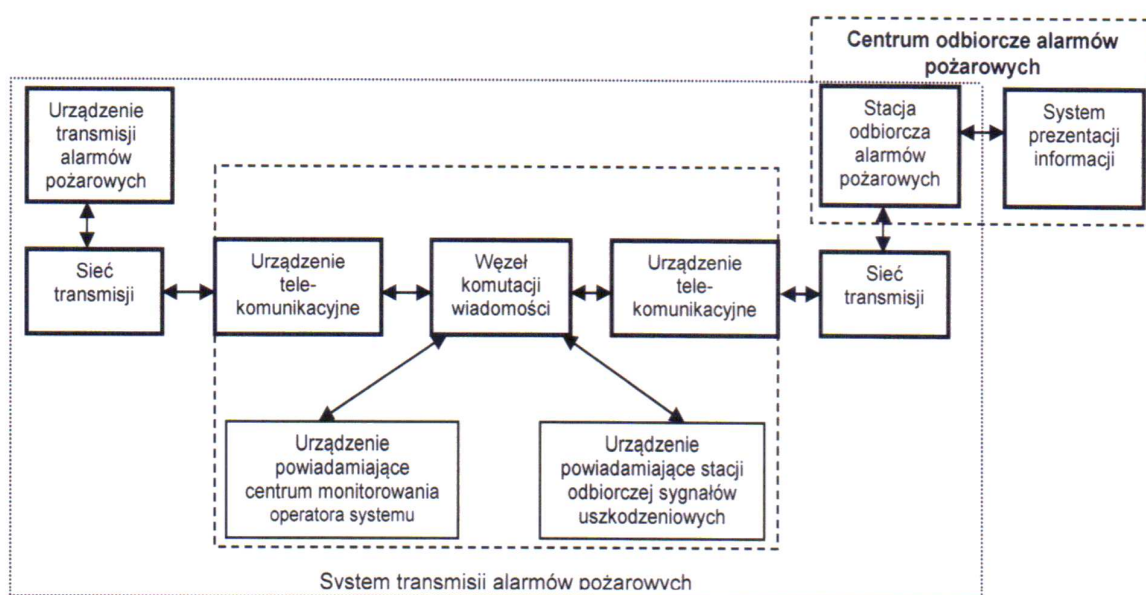 Centrum odbiorcze alarmów
pożarowych
Urządzenie
transmisji
alarmów
pożarowych
Stacja
odbiorcza
alarmów
pożarowych
System
prezentacji
informacji
Sieć
transmisji
Urządzenie
tele-
komunikacyjne
Węzeł
komutacji
wiadomości
Urządzenie
tele-
komunikacyjne
Sieć
transmisji
Urządzenie
powiadamiające
centrum monitorowania
operatora systemu
Urządzenie
powiadamiające stacji
odbiorczej sygnałów
uszkodzeniowych
System transmisji alarmów pożarowych